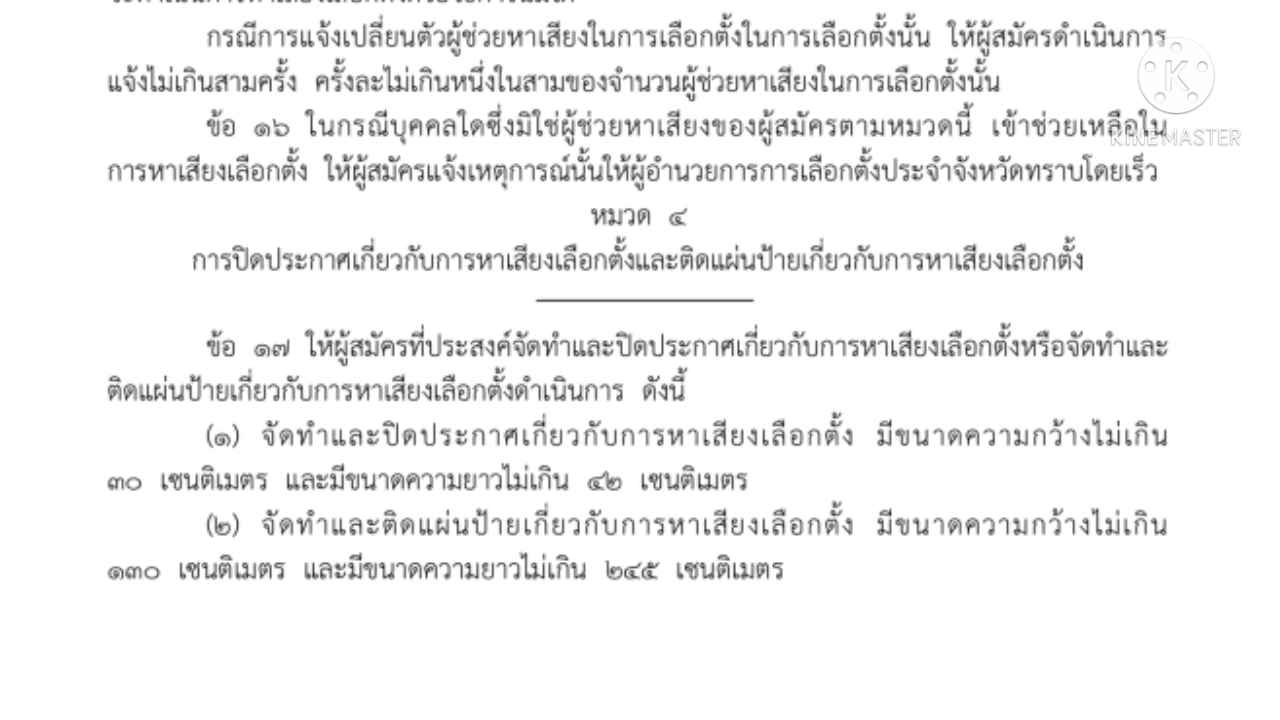 กรณีการแจ้งเปลี่ยนตัวผู้ช่วยหาเสียงในการเลือกตั้งในการเลือกตั้งนั้น ให้ผู้สมัครดำเนินการ
แจ้งไม่เกินสามครั้ง ครั้งละไม่เกินหนึ่งในสามของจำนวนผู้ช่วยหาเสียงในการเลือกตั้งนั้น
ข้อ ๑๖ ในกรณีบุคคลใดซึ่งมิใช่ผู้ช่วยหาเสียงของผู้สมัครตามหมวดนี้ เข้าช่วยเหลือใน
การหาเสียงเลือกตั้ง ให้ผู้สมัครแจ้งเหตุการณ์นั้นให้ผู้อำนวยการการเลือกตั้งประจำจังหวัดทราบโดยเร็ว
หมวด ๔
การปิดประกาศเกี่ยวกับการหาเสียงเลือกตั้งและติดแผ่นป้ายเกี่ยวกับการหาเสียงเลือกตั้ง
ข้อ ๑๗ ให้ผู้สมัครที่ประสงค์จัดทำและปิดประกาศเกี่ยวกับการหาเสียงเลือกตั้งหรือจัดทำและ
ติดแผ่นป้ายเกี่ยวกับการหาเสียงเลือกตั้งดำเนินการ ดังนี้
(๑) จัดทำและปิดประกาศเกี่ยวกับการหาเสียงเลือกตั้ง มีขนาดความกว้างไม่เกิน
๓๐ เซนติเมตร และมีขนาดความยาวไม่เกิน ๔๒ เซนติเมตร
(๒) จัดทำและติดแผ่นป้ายเกี่ยวกับการหาเสียงเลือกตั้ง มีขนาดความกว้างไม่เกิน
๑๓๐ เซนติเมตร และมีขนาดความยาวไม่เกิน ๒๔๕ เซนติเมตร
K
KINEMASTER